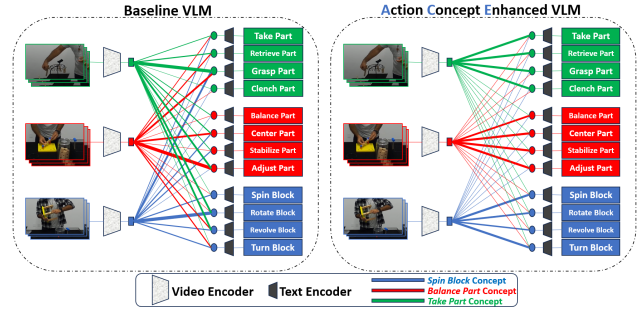 Baseline VLM
Take Part
Retrieve Part
Grasp Part
Clench Part
Balance Part
Center Part
Stabilize Part
Adjust Part
Spin Block
Rotate Block
Revolve Block
Turn Block
Action Concept Enhanced VLM
Take Part
Retrieve Part
Grasp Part
Clench Part
Balance Part
Center Part
Stabilize Part
Adjust Part
Spin Block
Rotate Block
Revolve Block
Turn Block
Video Encoder
Text Encoder
Spin Block Concept
Balance Part Concept
Take Part Concept